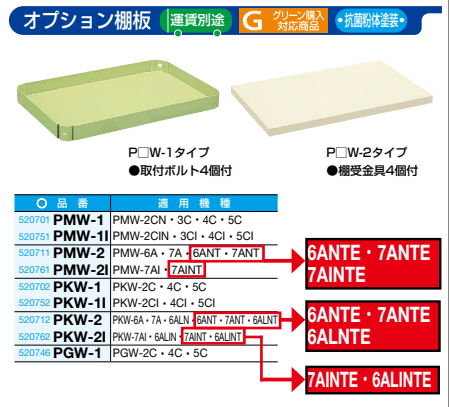 オプション棚板 運賃別途 G グリーン購入対応商品 ・抗菌粉体塗装・
P□W-1タイプ
●取付ボルト4個付
P□W-2タイプ
●棚受金具4個付
品番 適用機種
520701 PMW-1 PMW-2CN・3C・4C・5C
520751 PMW-1I PMW-2CIN・3CI・4CI・5CI
520711 PMW-2 PMW-6A・7A・6ANT・7ANT
520761 PMW-2I PMW-7AI・7AINT
520702 PKW-1 PKW-2C・4C・5C
520752 PKW-1I PKW-2CI・4CI・5CI
520712 PKW-2 PKW-6A・7A・6ALN・6ANT・7ANT・6ALNT
520762 PKW-2I PKW-7AI・6ALIN・7AINT・6ALINT
520746 PGW-1 PGW-2C・4C・5C
6ANTE・7ANTE
7AINTE
6ANTE・7ANTE
6ALNTE
7AINTE・6ALINTE